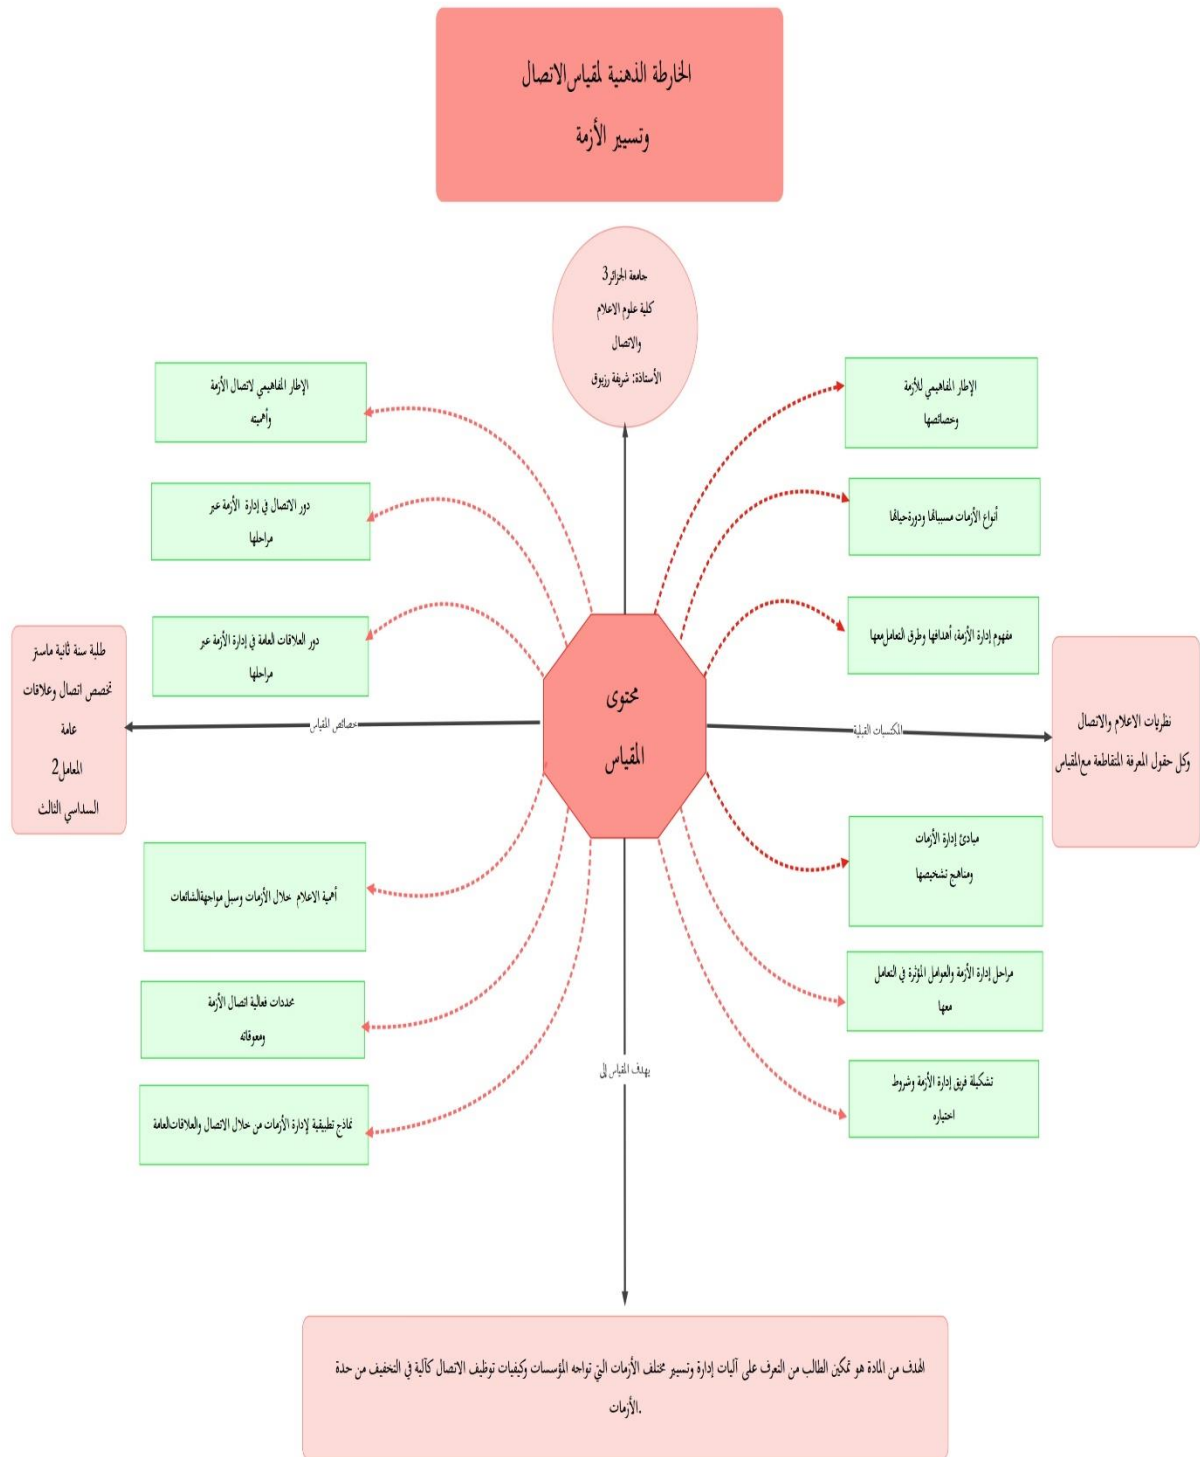 الخارطة الذهنية لمقياس الاتصال
وتسيير الأزمة
جامعة الجزائر3
كلية علوم الاعلام
والاتصال
الأستاذة: شريفة رزيوق
الإطار المفاهيمي للأزمة
وخصائصها
أنواع الأزمات مسبباتها ودورة حياتها
مفهوم إدارة الأزمة، أهدافها وطرق التعامل معها
المكتسبات القبلية
نظريات الاعلام والاتصال
وكل حقول المعرفة المتقاطعة مع المقياس
مبادئ إدارة الأزمات
ومناهج تشخيصها
مراحل إدارة الأزمة والعوامل المؤثرة في التعامل
معها
تشكيلة فريق إدارة الأزمة وشروط
اختياره
محتوى
المقياس
الإطار المفاهيمي لاتصال الأزمة
وأهميته
دور الاتصال في إدارة الأزمة عبر
مراحلها
دور العلاقات العامة في إدارة الأزمة عبر
مراحلها
خصائص المقياس
طلبة سنة ثانية ماستر
تخصص اتصال وعلاقات
عامة
المعامل2
السداسي الثالث
أهمية الاعلام خلال الأزمات وسبل مواجهة الشائعات
محددات فعالية اتصال الأزمة
ومعوقاته
نماذج تطبيقية لإدارة الأزمات من خلال الاتصال والعلاقات العامة
يهدف المقياس إلى
الهدف من المادة هو تمكين الطالب من التعرف على آليات إدارة وتسيير مختلف الأزمات التي تواجه المؤسسات وكيفيات توظيف الاتصال كآلية في التخفيف من حدة
الأزمات.